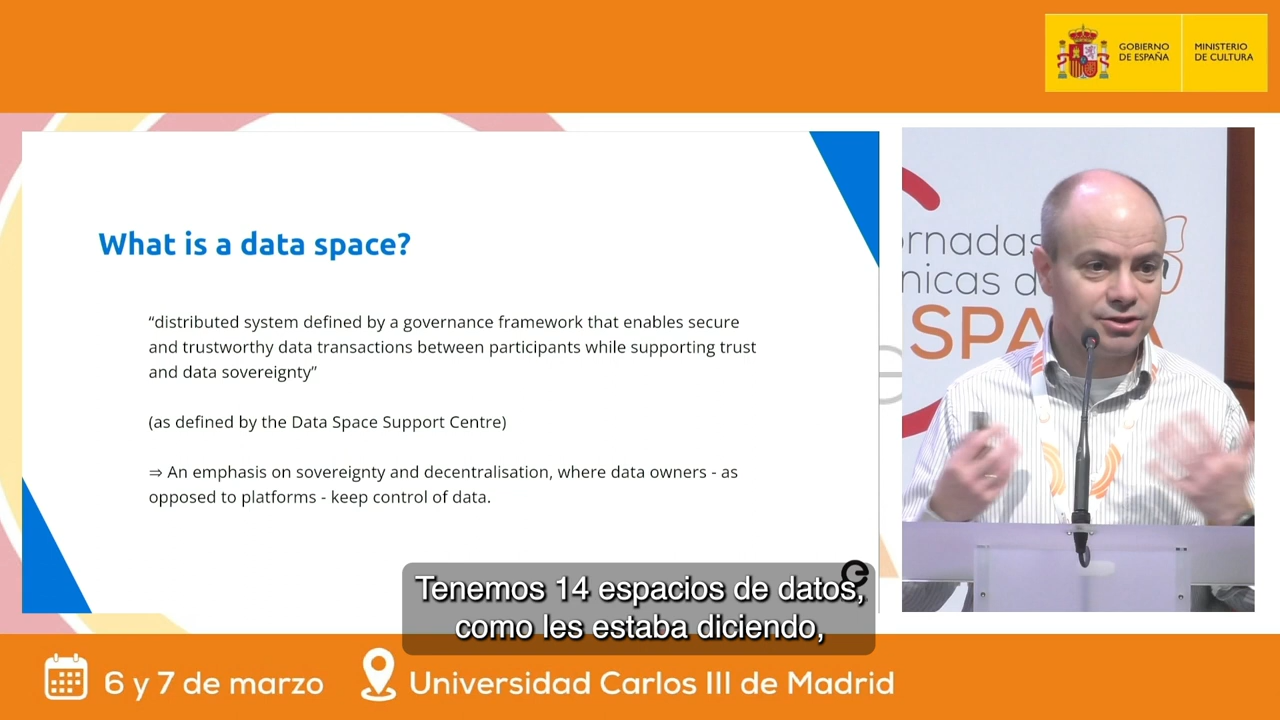 GOBIERNO
DE ESPAÑA
MINISTERIO
DE CULTURA
What is a data space?
“distributed system defined by a governance framework that enables secure
and trustworthy data transactions between participants while supporting trust
and data sovereignty”
(as defined by the Data Space Support Centre)
⇒ An emphasis on sovereignty and decentralisation, where data owners - as
opposed to platforms - keep control of data.
ornadas
nicas d
SPA
Tenemos 14 espacios de datos,
como les estaba diciendo,
6 y 7 de marzo
Universidad Carlos III de Madrid